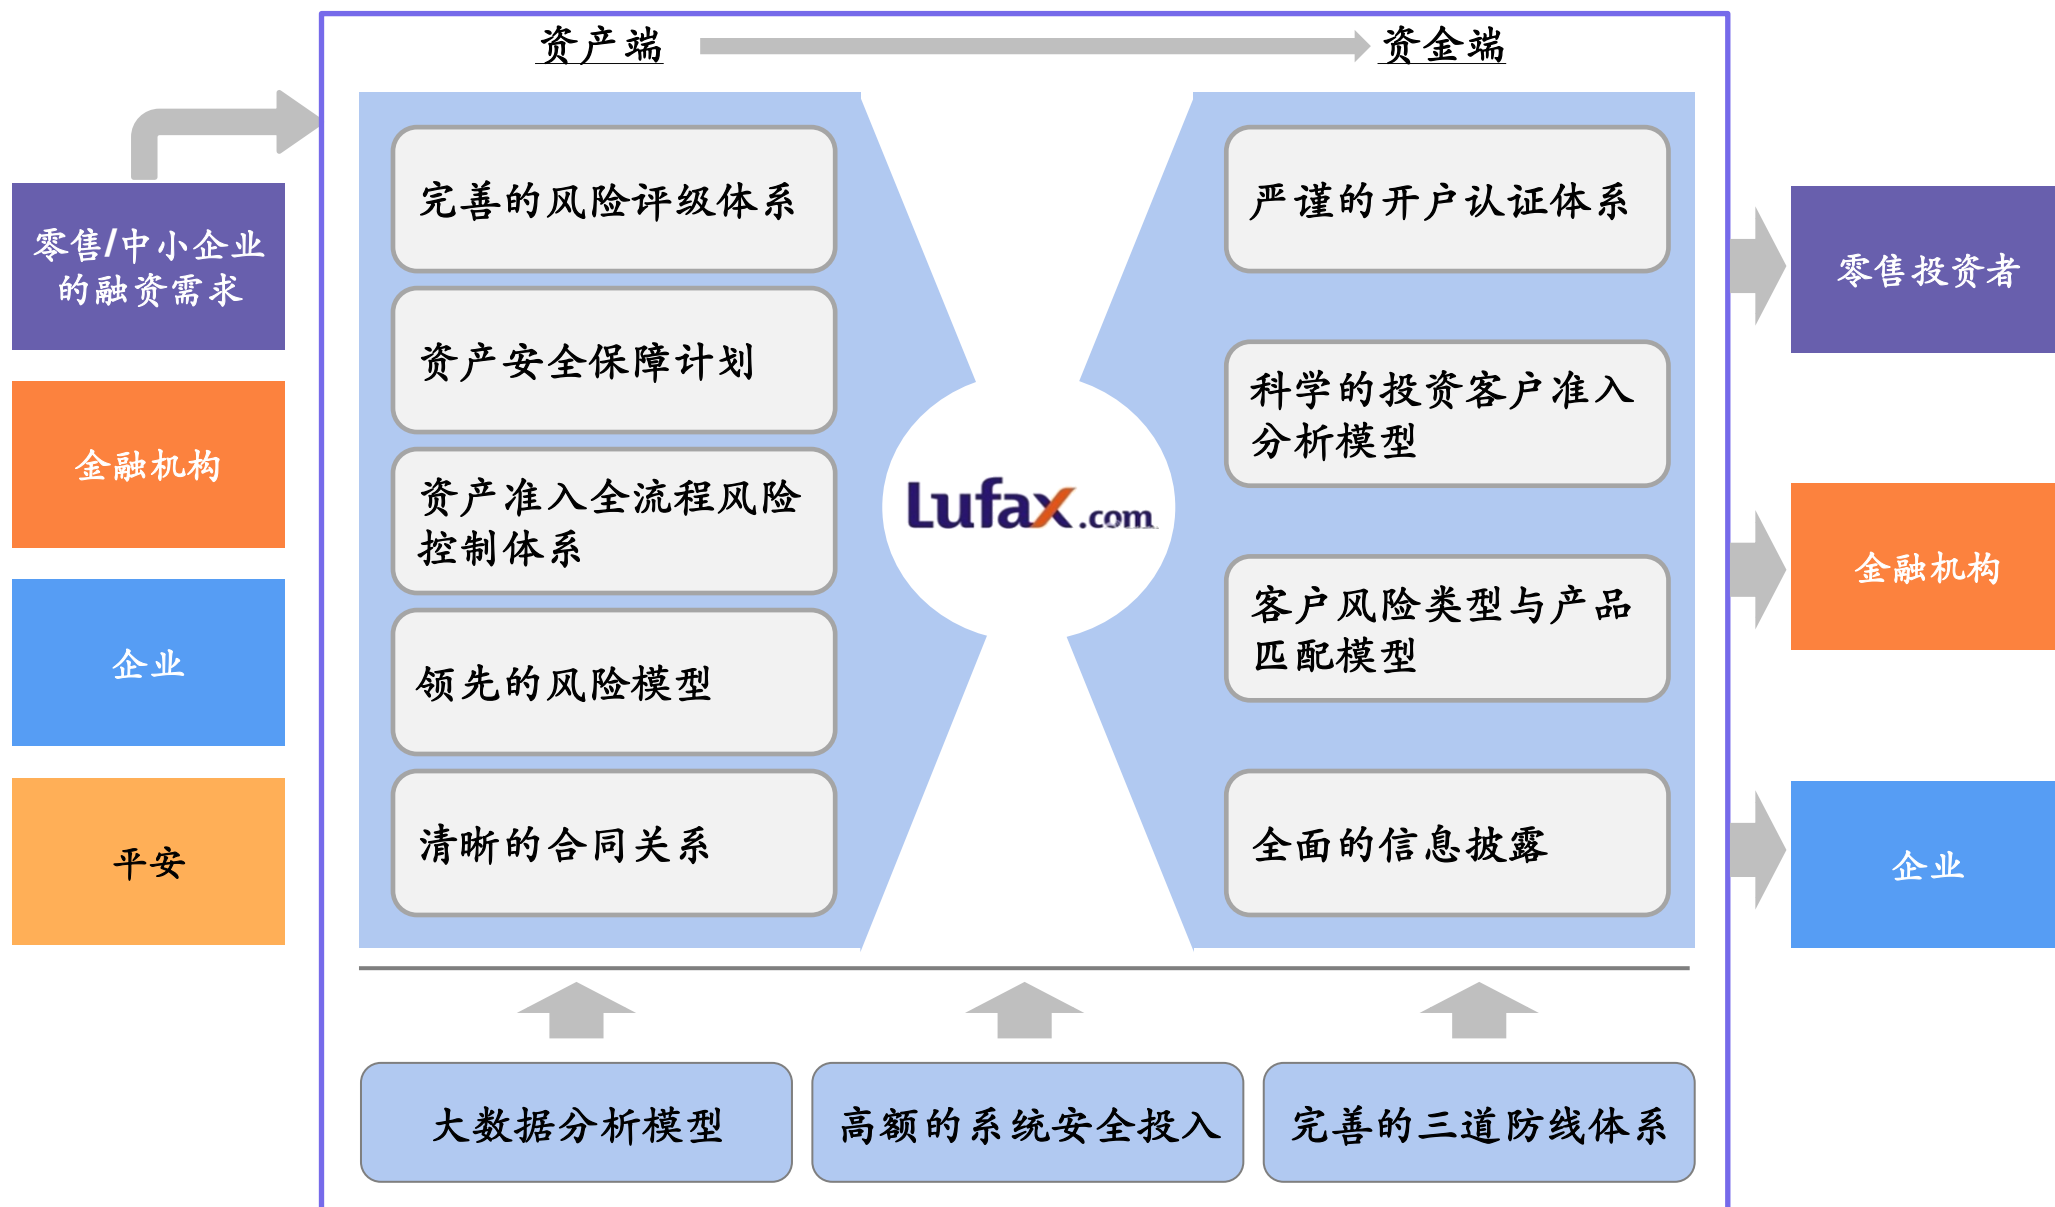 资产端
资金端
零售/中小企业
的融资需求
金融机构
企业
平安
完善的风险评级体系
资产安全保障计划
资产准入全流程风险
控制体系
领先的风险模型
清晰的合同关系
Lufax.com
严谨的开户认证体系
科学的投资客户准入
分析模型
客户风险类型与产品
匹配模型
全面的信息披露
零售投资者
金融机构
企业
大数据分析模型
高额的系统安全投入
完善的三道防线体系